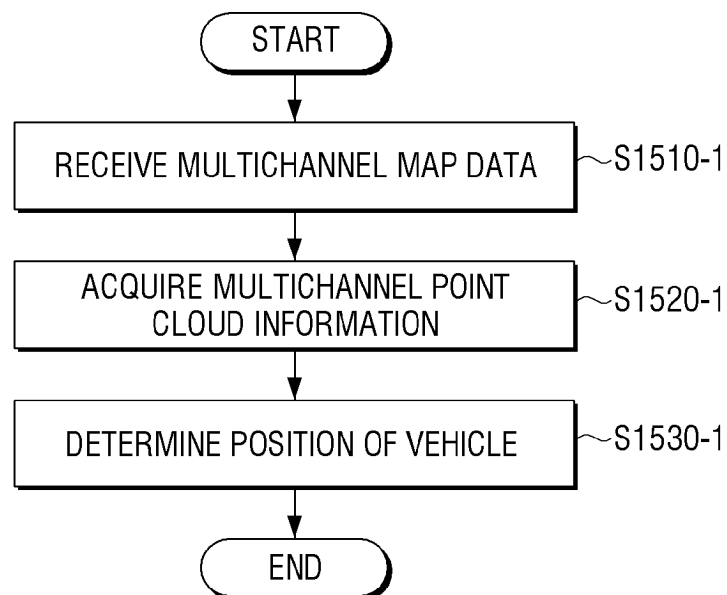 START
RECEIVE MULTICHANNEL MAP DATA
S1510-1
ACQUIRE MULTICHANNEL POINT
CLOUD INFORMATION
S1520-1
DETERMINE POSITION OF VEHICLE
S1530-1
END